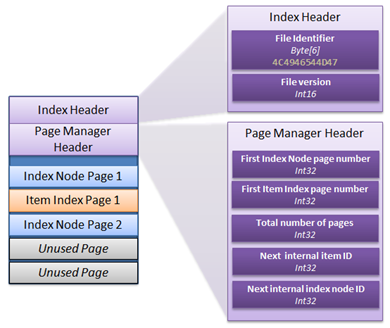 Index Header
Page Manager
Header
Index Node Page 1
Item Index Page 1
Index Node Page 2
Unused Page
Unused Page
Index Header
File Identifier
Byte[6]
4C4946544D47
File version
Int16
Page Manager Header
First Index Node page number
Int32
First Item Index page number
Int32
Total number of pages
Int32
Next internal item ID
Int32
Next internal index node ID
Int32